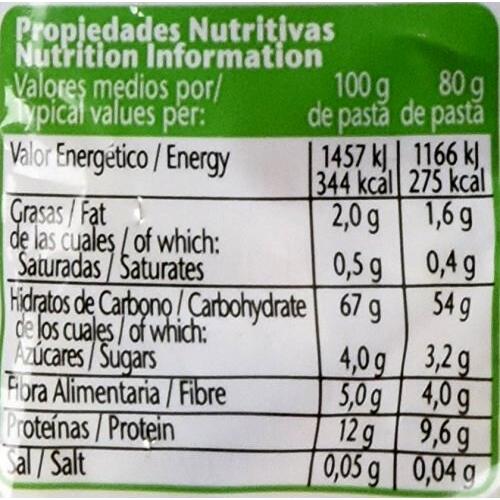 Propiedades Nutritivas
Nutrition Information
Valores medios por/ 100 g 80 g
Typical values per: de pasta de pasta
Valor Energético / Energy 1457 kJ 1166 kJ
344 kcal 275 kcal
Grasas / Fat 2,0 g 1,6 g
de las cuales / of which:
Saturadas / Saturates 0,5 g 0,4 g
Hidratos de Carbono / Carbohydrate 67 g 54 g
de los cuales / of which:
Azúcares / Sugars 4,0 g 3,2 g
Fibra Alimentaria / Fibre 5,0 g 4,0 g
Proteínas / Protein 12 g 9,6 g
Sal / Salt 0,05 g 0,04 g